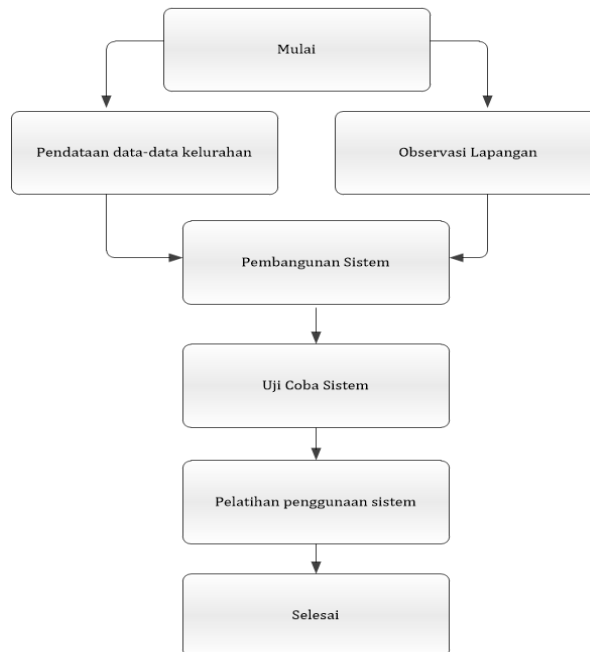 Mulai
Pendataan data-data kelurahan
Observasi Lapangan
Pembangunan Sistem
Uji Coba Sistem
Pelatihan penggunaan sistem
Selesai